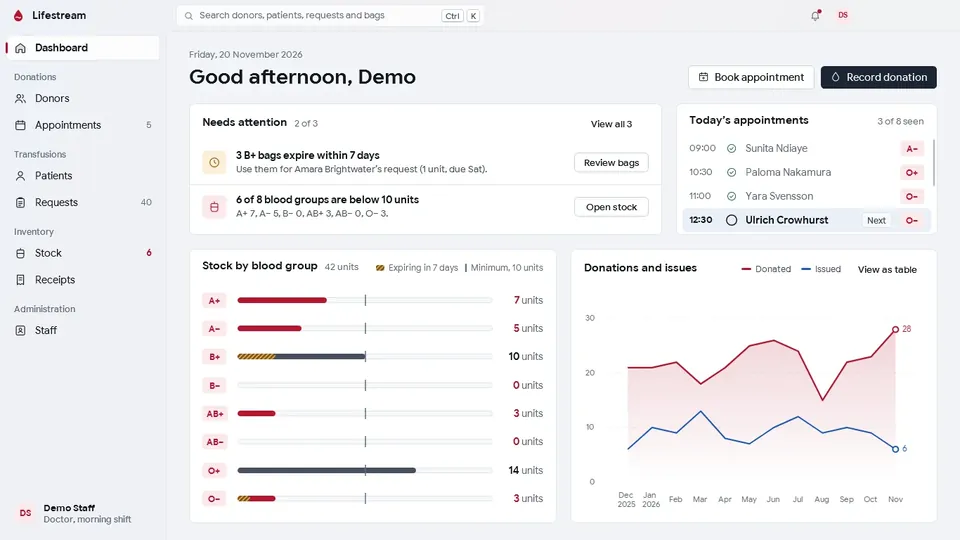 Lifestream
Search donors, patients, requests and bags
Ctrl K
DS
Dashboard
Donations
Donors
Appointments 5
Transfusions
Patients
Requests 40
Inventory
Stock 6
Receipts
Administration
Staff
DS
Demo Staff
Doctor, morning shift
Friday, 20 November 2026
Good afternoon, Demo
Book appointment
Record donation
Needs attention 2 of 3
View all 3
3 B+ bags expire within 7 days
Use them for Amara Brightwater's request (1 unit, due Sat).
Review bags
6 of 8 blood groups are below 10 units
A+ 7, A− 5, B− 0, AB+ 3, AB− 0, O− 3.
Open stock
Today's appointments 3 of 8 seen
09:00 Sunita Ndiaye A−
10:30 Paloma Nakamura O+
11:00 Yara Svensson O−
12:30 Ulrich Crowhurst Next O−
Stock by blood group 42 units
Expiring in 7 days Minimum, 10 units
A+ 7 units
A− 5 units
B+ 10 units
B− 0 units
AB+ 3 units
AB− 0 units
O+ 14 units
O− 3 units
Donations and issues
Donated Issued
View as table
30
20
10
0
28
6
Dec 2025 Jan 2026 Feb Mar Apr May Jun Jul Aug Sep Oct Nov